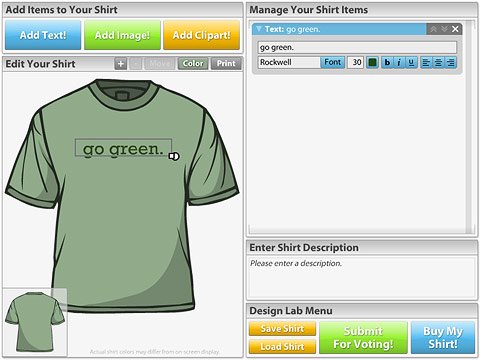 Add Items to Your Shirt
Add Text!
Add Image!
Add Clipart!
Edit Your Shirt
+
-
Move
Color
Print
go green.
Actual shirt colors may differ from on-screen display.
Manage Your Shirt Items
Text: go green.
go green.
Rockwell
Font
30
b
i
U
Enter Shirt Description
Please enter a description.
Design Lab Menu
Save Shirt
Load Shirt
Submit
For Voting!
Buy My
Shirt!